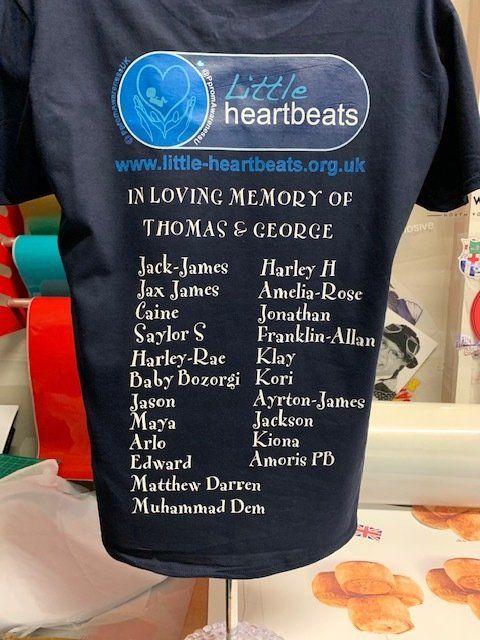 @PpromAwarenessUK
@PpromAwarenessU
Little
heartbeats
www.little-heartbeats.org.uk
IN LOVING MEMORY OF
THOMAS & GEORGE
Jack-James
Jax James
Caine
Saylor S
Harley-Rae
Baby Bozorgi
Jason
Maya
Arlo
Edward
Matthew Darren
Muhammad Dem
Harley H
Amelia-Rose
Jonathan
Franklin-Allan
Klay
Kori
Ayrton-James
Jackson
Kiona
Amoris PB